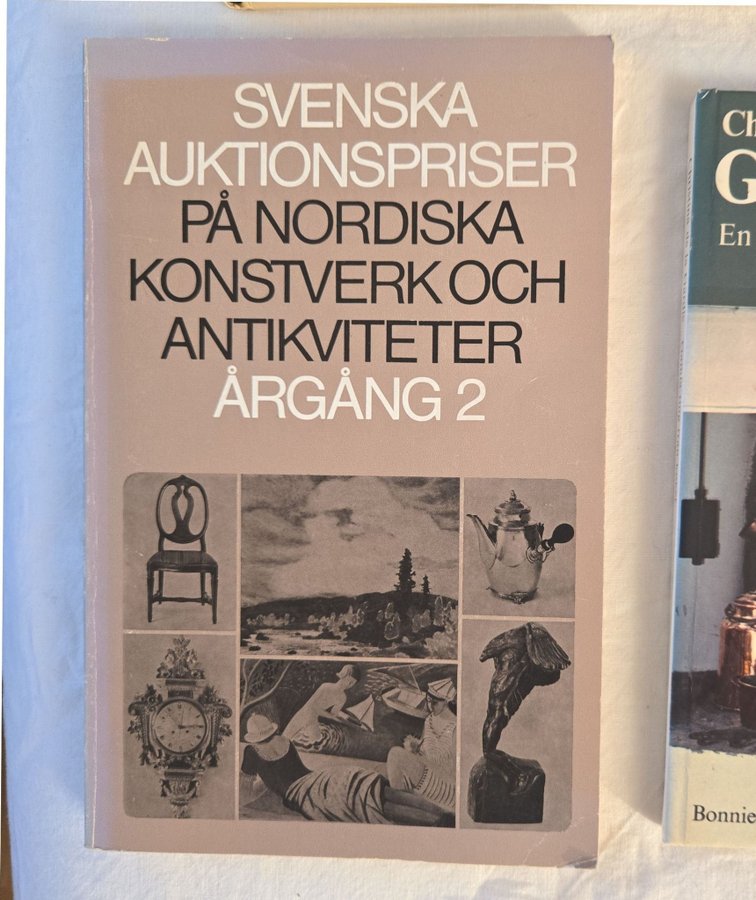 SVENSKA
AUKTIONSPRISER
PÅ NORDISKA
KONSTVERK OCH
ANTIKVITETER
ÅRGÅNG 2
Ch
G
En
Bonnie